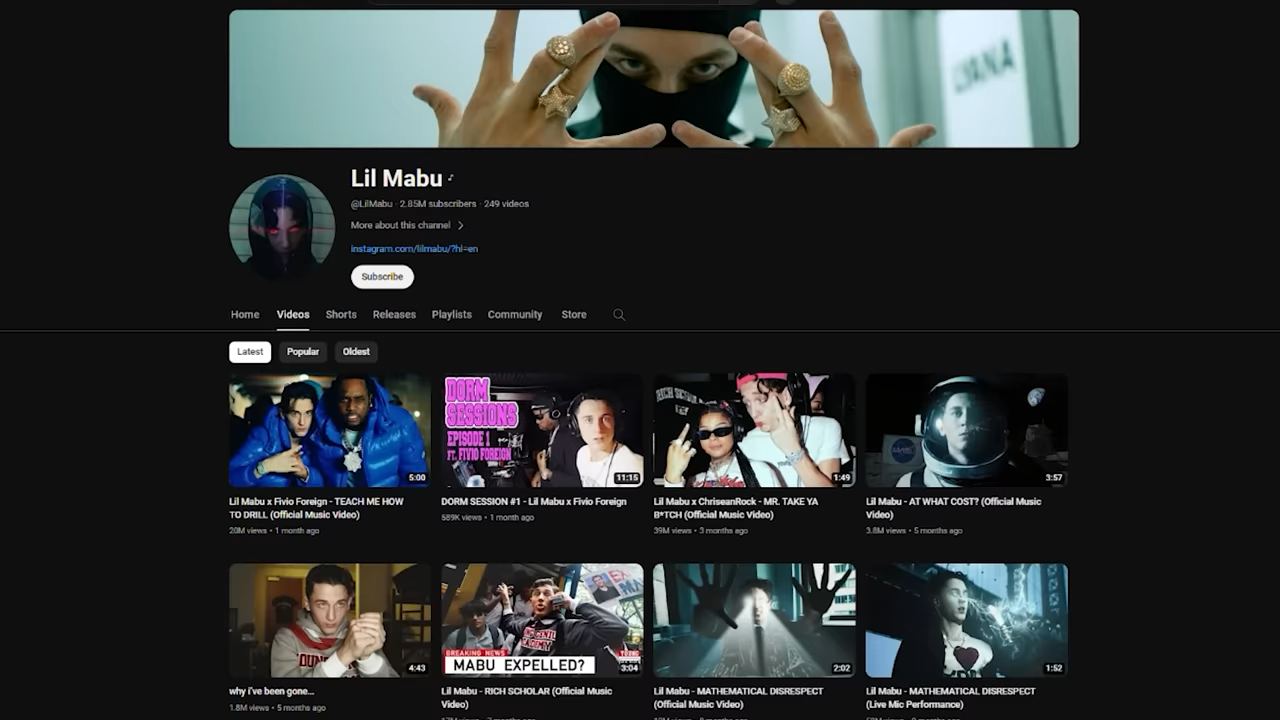 Lil Mabu
@LilMabu · 2.85M subscribers · 249 videos
More about this channel
instagram.com/lilmabu/?hl=en
Subscribe
Home Videos Shorts Releases Playlists Community Store
Latest Popular Oldest
DORM
SESSIONS
EPISODE 1
FT. FIVIO FOREIGN
5:00
11:15
1:49
3:57
Lil Mabu x Fivio Foreign - TEACH ME HOW
TO DRILL (Official Music Video)
20M views • 1 month ago
DORM SESSION #1 - Lil Mabu x Fivio Foreign
589K views • 1 month ago
Lil Mabu x ChriseanRock - MR. TAKE YA
B*TCH (Official Music Video)
39M views • 3 months ago
Lil Mabu - AT WHAT COST? (Official Music
Video)
3.8M views • 5 months ago
BREAKING NEWS
MABU EXPELLED?
4:43
3:04
2:02
1:52
why i've been gone...
1.8M views • 5 months ago
Lil Mabu - RICH SCHOLAR (Official Music
Video)
Lil Mabu - MATHEMATICAL DISRESPECT
(Official Music Video)
Lil Mabu - MATHEMATICAL DISRESPECT
(Live Mic Performance)